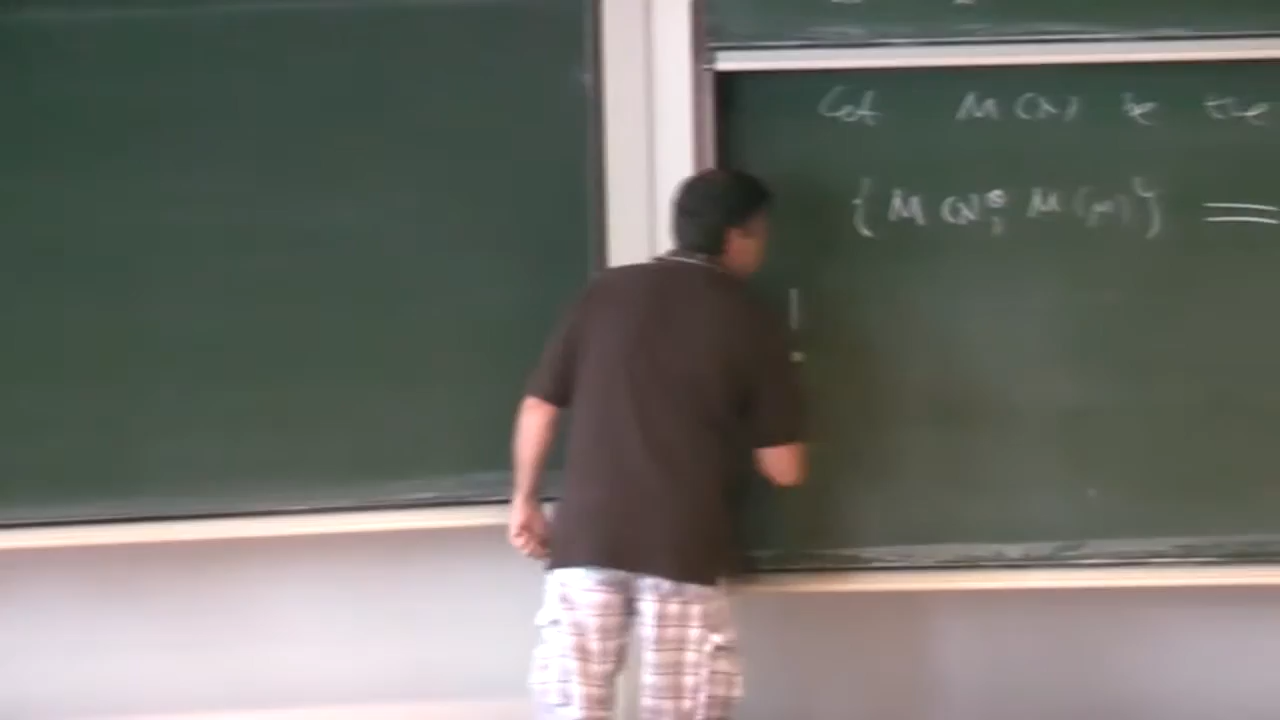 Let M(λ) be the
{ M(λ) ⊗ M(μ) } =